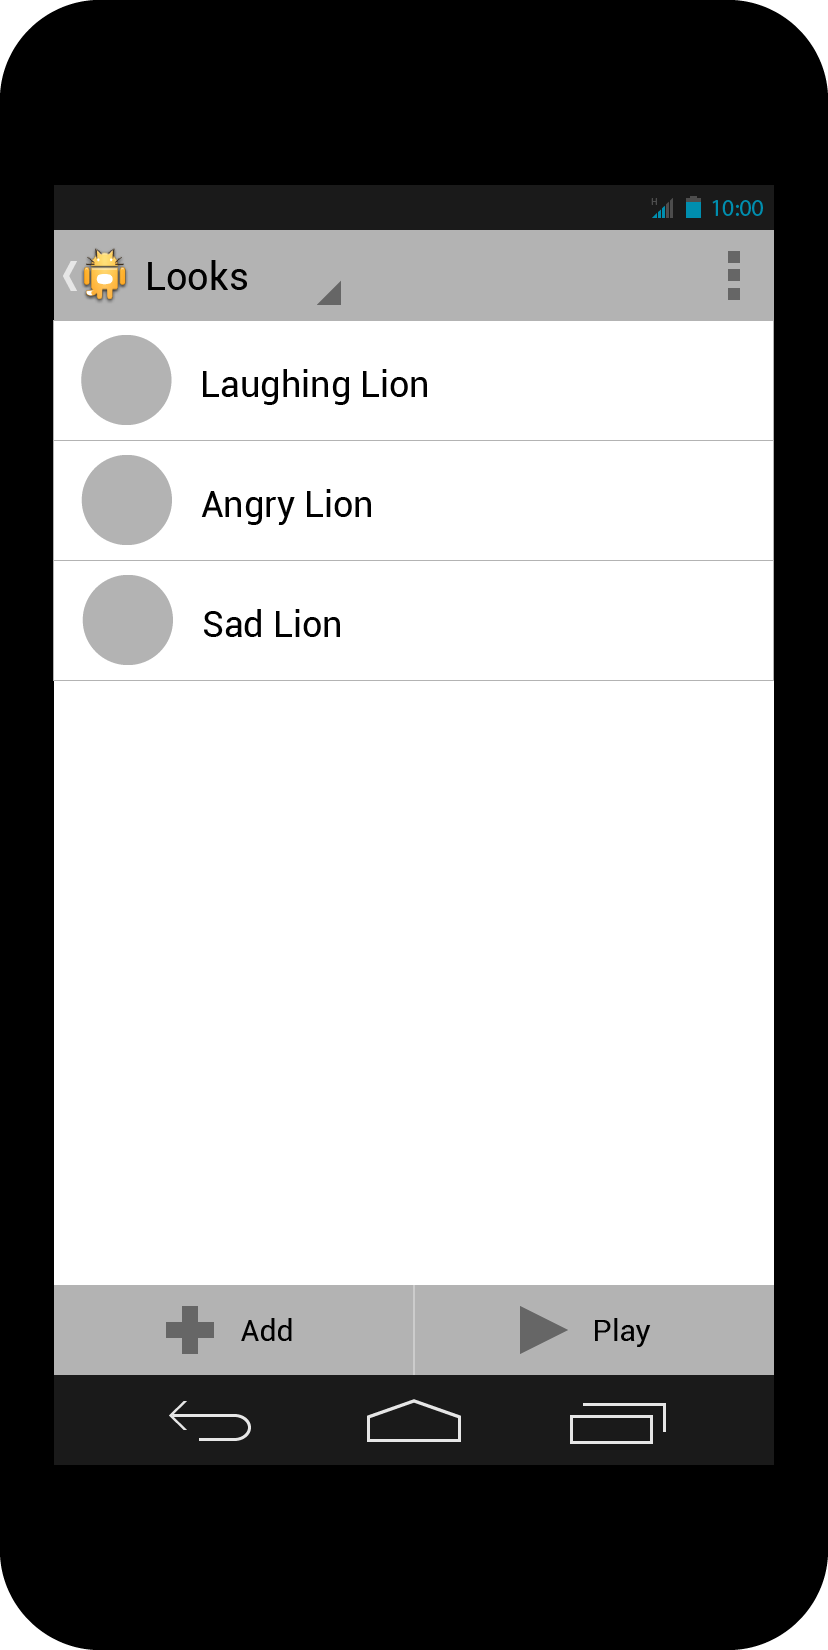 H 10:00
Looks
Laughing Lion
Angry Lion
Sad Lion
Add Play